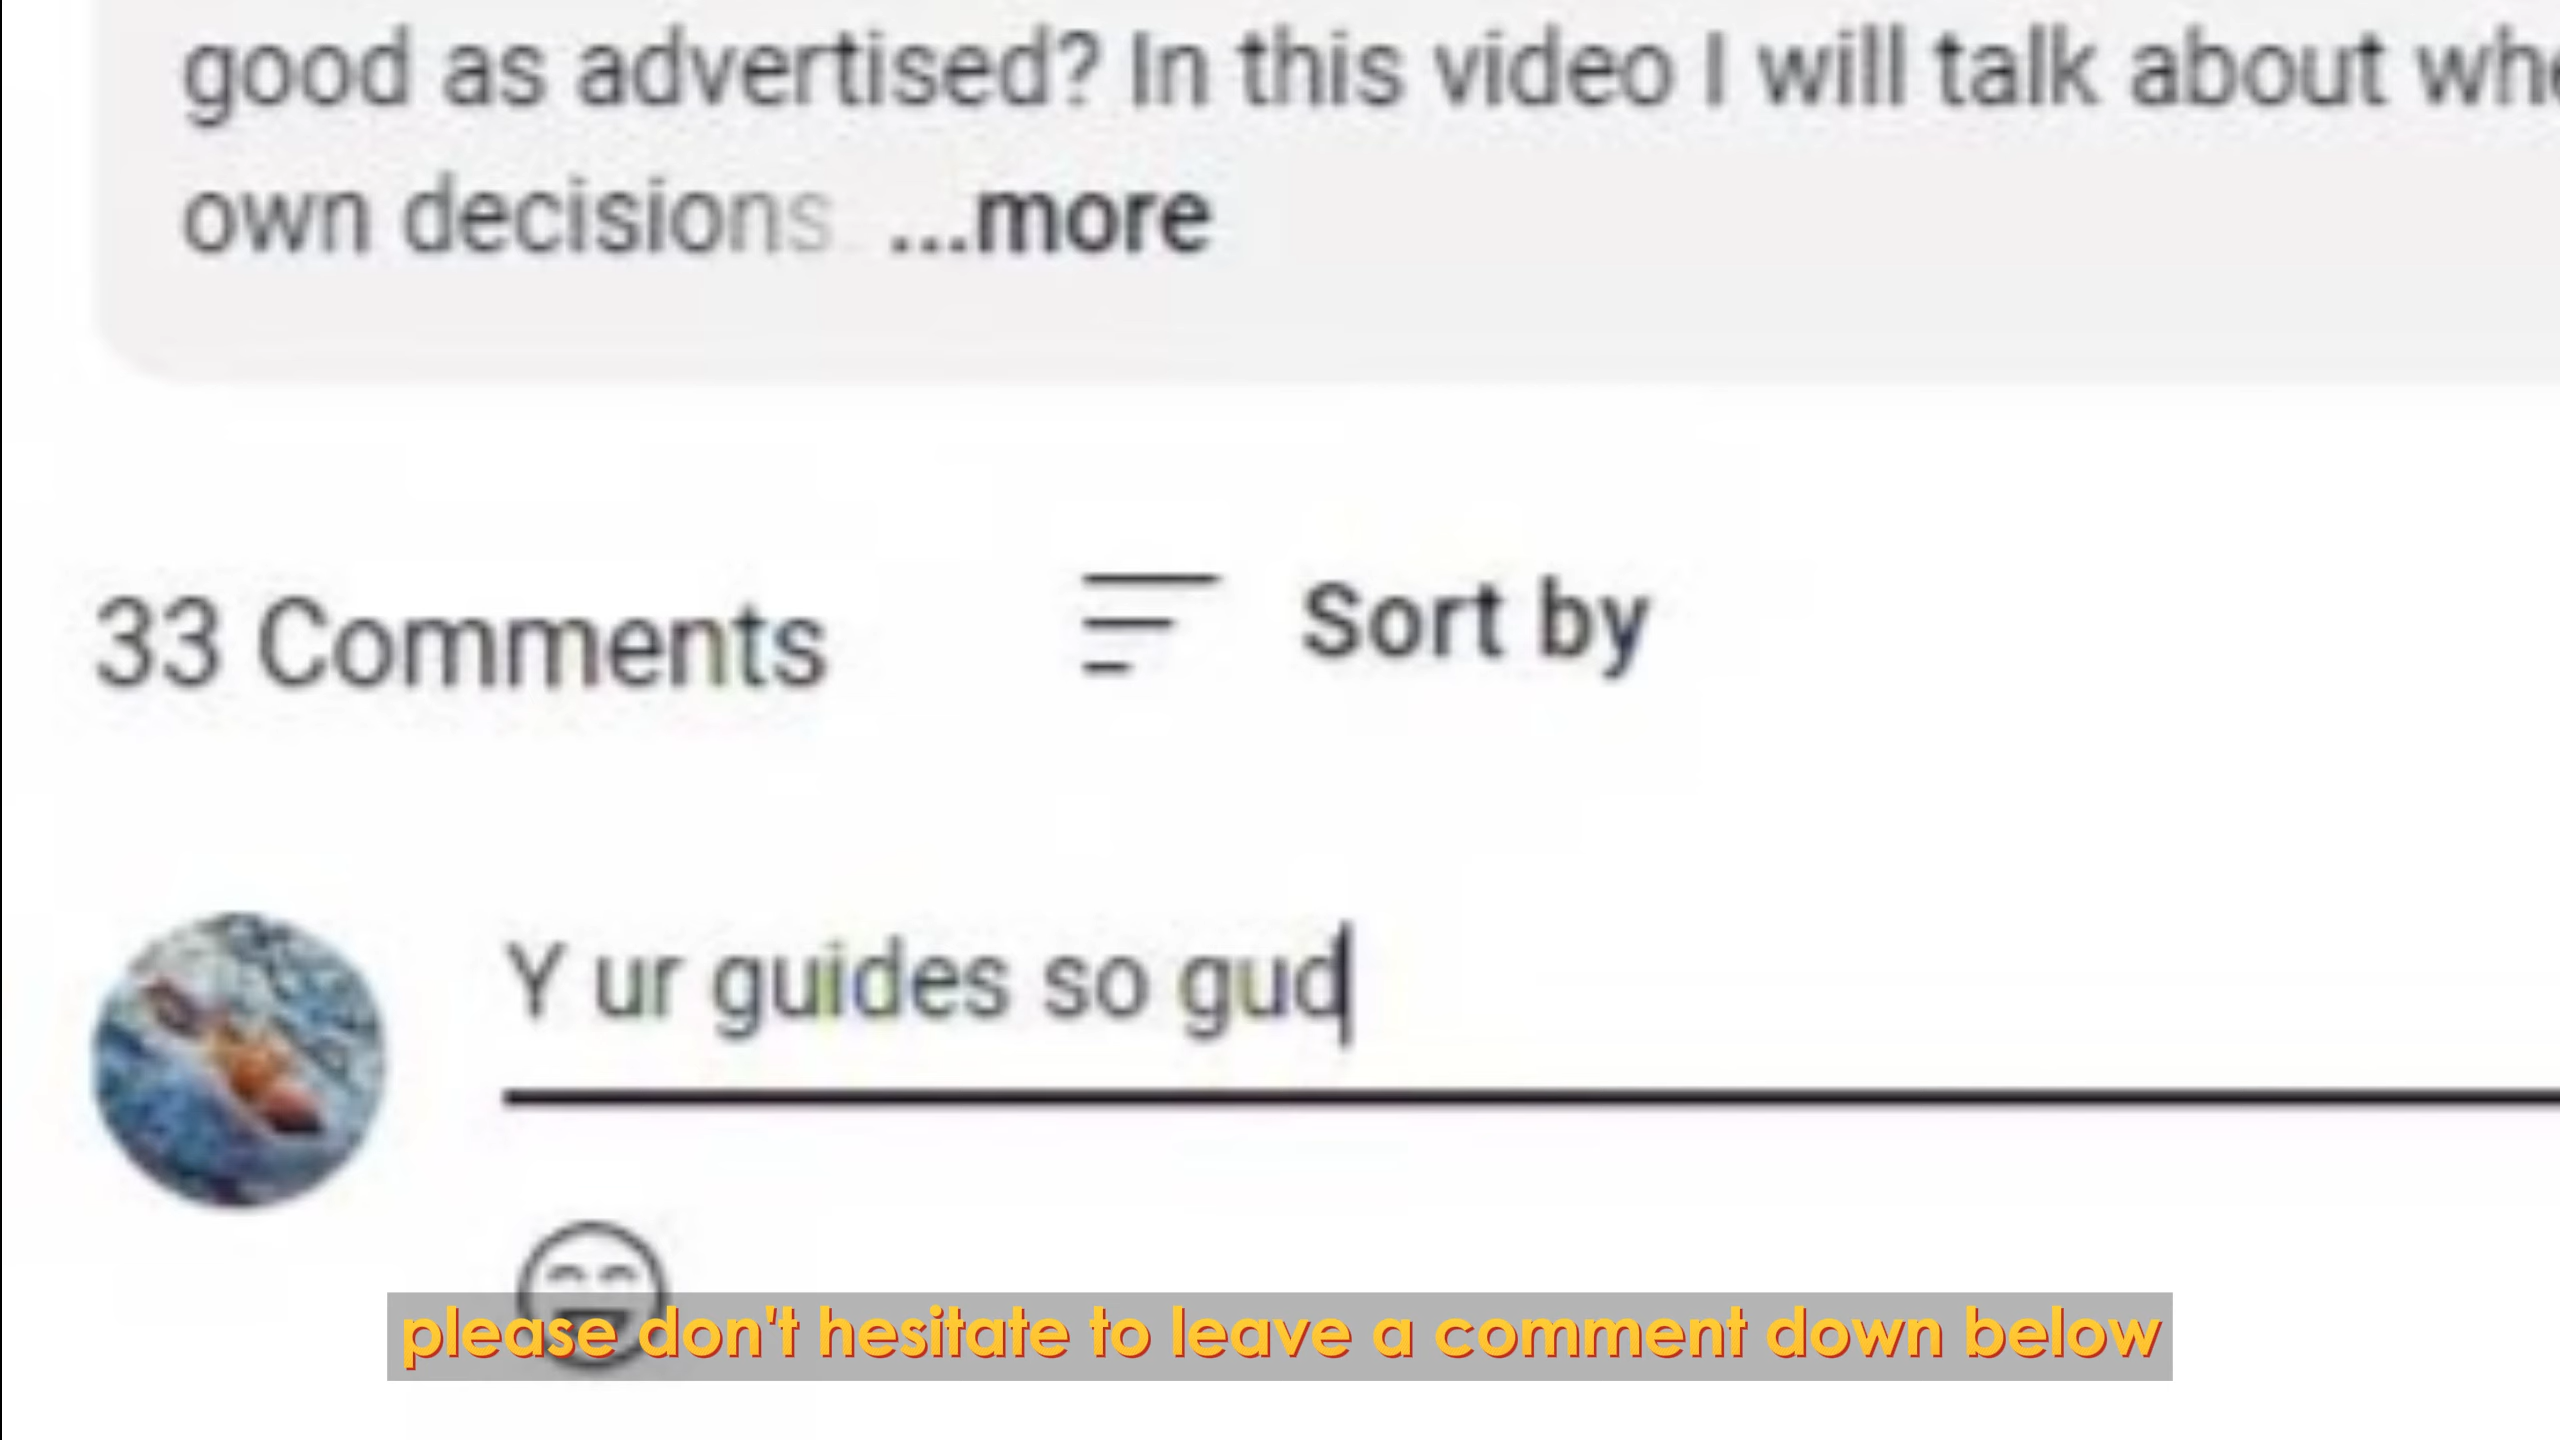 good as advertised? In this video I will talk about
own decisions ...more
33 Comments
Sort by
Y ur guides so gud
please don't hesitate to leave a comment down below